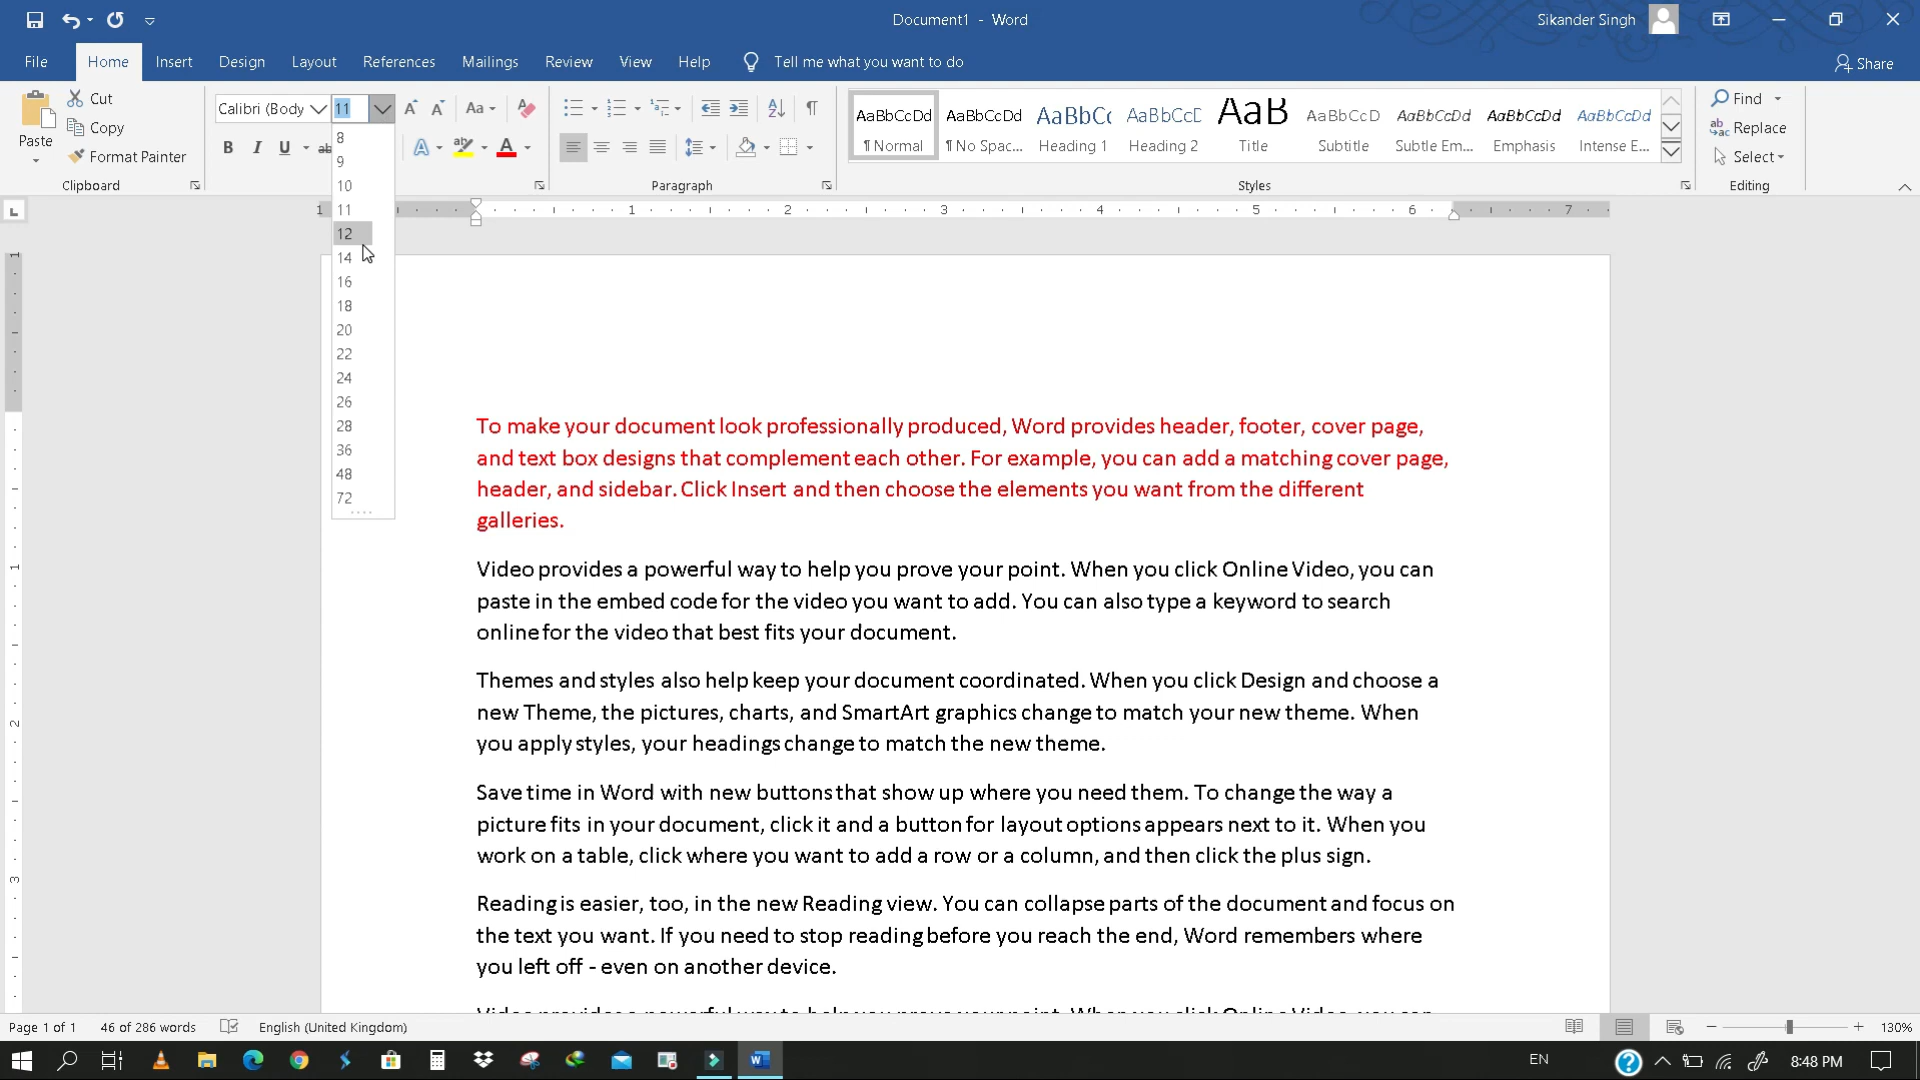 Document1 - Word
Sikander Singh
File
Home
Insert
Design
Layout
References
Mailings
Review
View
Help
Tell me what you want to do
Share
Paste
Cut
Copy
Format Painter
Clipboard
Calibri (Body
11
Aa
B I U ab
A
8
9
10
11
12
14
16
18
20
22
24
26
28
36
48
72
Paragraph
AaBbCcDd
¶ Normal
AaBbCcDd
¶ No Spac...
AaBbCc
Heading 1
AaBbCcD
Heading 2
AaB
Title
AaBbCcD
Subtitle
AaBbCcDd
Subtle Em...
AaBbCcDd
Emphasis
AaBbCcDd
Intense E...
Styles
Find
Replace
Select
Editing
1 1 2 3 4 5 6 7
1
1
2
3
To make your document look professionally produced, Word provides header, footer, cover page,
and text box designs that complement each other. For example, you can add a matching cover page,
header, and sidebar. Click Insert and then choose the elements you want from the different
galleries.
Video provides a powerful way to help you prove your point. When you click Online Video, you can
paste in the embed code for the video you want to add. You can also type a keyword to search
online for the video that best fits your document.
Themes and styles also help keep your document coordinated. When you click Design and choose a
new Theme, the pictures, charts, and SmartArt graphics change to match your new theme. When
you apply styles, your headings change to match the new theme.
Save time in Word with new buttons that show up where you need them. To change the way a
picture fits in your document, click it and a button for layout options appears next to it. When you
work on a table, click where you want to add a row or a column, and then click the plus sign.
Reading is easier, too, in the new Reading view. You can collapse parts of the document and focus on
the text you want. If you need to stop reading before you reach the end, Word remembers where
you left off - even on another device.
Video provides a powerful way to help you prove your point. When you click Online Video, you can
Page 1 of 1
46 of 286 words
English (United Kingdom)
130%
EN
8:48 PM